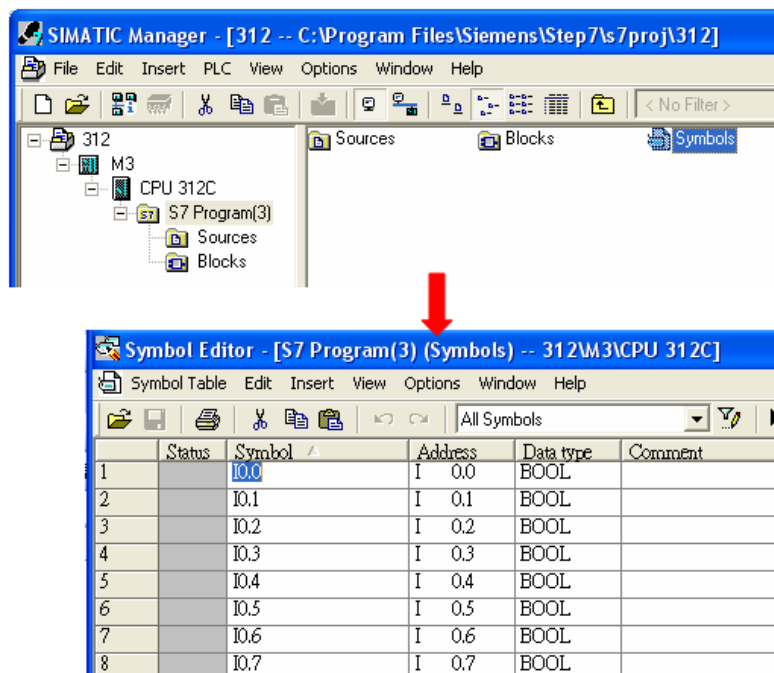 SIMATIC Manager - [312 -- C:\Program Files\Siemens\Step7\s7proj\312]
File Edit Insert PLC View Options Window Help
< No Filter >
312
M3
CPU 312C
S7 Program(3)
Sources
Blocks
Sources Blocks Symbols
Symbol Editor - [S7 Program(3) (Symbols) -- 312\M3\CPU 312C]
Symbol Table Edit Insert View Options Window Help
All Symbols
Status Symbol Address Data type Comment
1 I0.0 I 0.0 BOOL
2 I0.1 I 0.1 BOOL
3 I0.2 I 0.2 BOOL
4 I0.3 I 0.3 BOOL
5 I0.4 I 0.4 BOOL
6 I0.5 I 0.5 BOOL
7 I0.6 I 0.6 BOOL
8 I0.7 I 0.7 BOOL